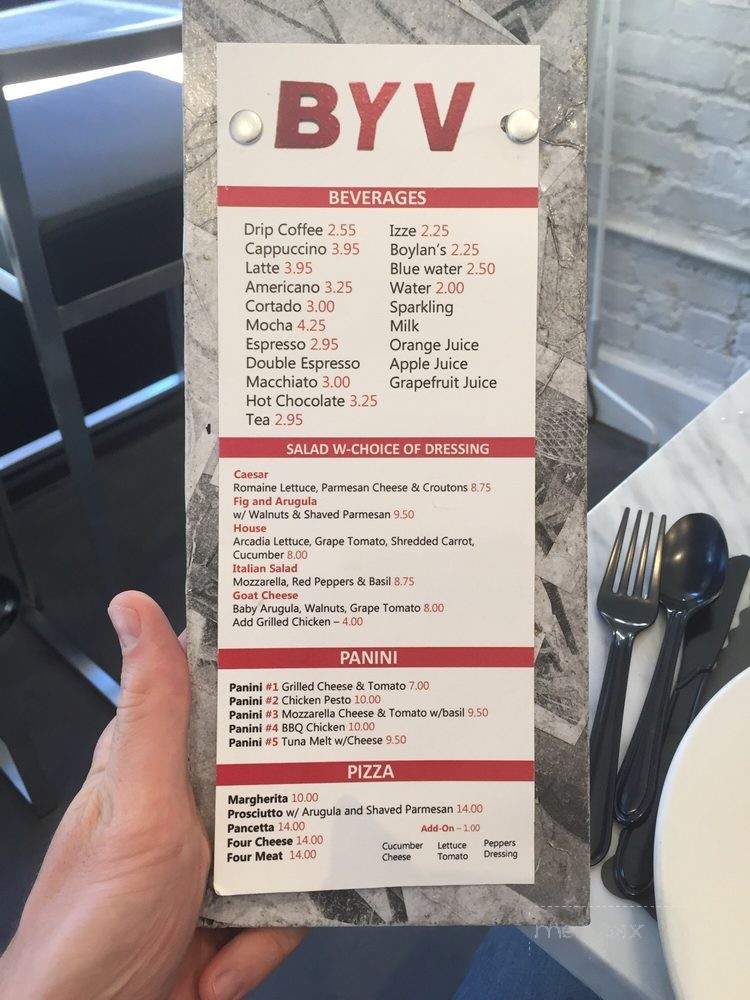 BYV
BEVERAGES
Drip Coffee 2.55
Cappuccino 3.95
Latte 3.95
Americano 3.25
Cortado 3.00
Mocha 4.25
Espresso 2.95
Double Espresso
Macchiato 3.00
Hot Chocolate 3.25
Tea 2.95
Izze 2.25
Boylan's 2.25
Blue water 2.50
Water 2.00
Sparkling
Milk
Orange Juice
Apple Juice
Grapefruit Juice
SALAD W-CHOICE OF DRESSING
Caesar
Romaine Lettuce, Parmesan Cheese & Croutons 8.75
Fig and Arugula
w/ Walnuts & Shaved Parmesan 9.50
House
Arcadia Lettuce, Grape Tomato, Shredded Carrot,
Cucumber 8.00
Italian Salad
Mozzarella, Red Peppers & Basil 8.75
Goat Cheese
Baby Arugula, Walnuts, Grape Tomato 8.00
Add Grilled Chicken – 4.00
PANINI
Panini #1 Grilled Cheese & Tomato 7.00
Panini #2 Chicken Pesto 10.00
Panini #3 Mozzarella Cheese & Tomato w/basil 9.50
Panini #4 BBQ Chicken 10.00
Panini #5 Tuna Melt w/Cheese 9.50
PIZZA
Margherita 10.00
Prosciutto w/ Arugula and Shaved Parmesan 14.00
Pancetta 14.00
Four Cheese 14.00
Four Meat 14.00
Add-On – 1.00
Cucumber Lettuce Peppers
Cheese Tomato Dressing